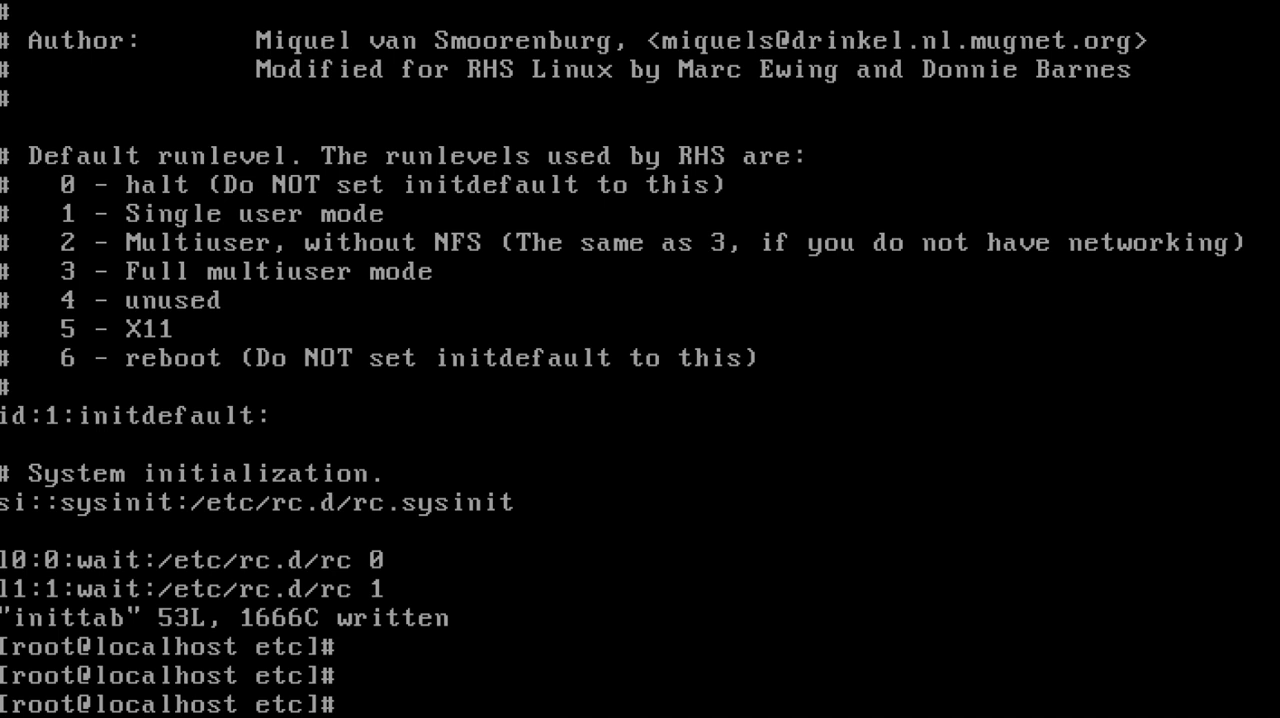 #
# Author:       Miquel van Smoorenburg, <miquels@drinkel.nl.mugnet.org>
#               Modified for RHS Linux by Marc Ewing and Donnie Barnes
#
# Default runlevel. The runlevels used by RHS are:
#   0 - halt (Do NOT set initdefault to this)
#   1 - Single user mode
#   2 - Multiuser, without NFS (The same as 3, if you do not have networking)
#   3 - Full multiuser mode
#   4 - unused
#   5 - X11
#   6 - reboot (Do NOT set initdefault to this)
#
id:1:initdefault:
# System initialization.
si::sysinit:/etc/rc.d/rc.sysinit
l0:0:wait:/etc/rc.d/rc 0
l1:1:wait:/etc/rc.d/rc 1
"inittab" 53L, 1666C written
[root@localhost etc]#
[root@localhost etc]#
[root@localhost etc]#